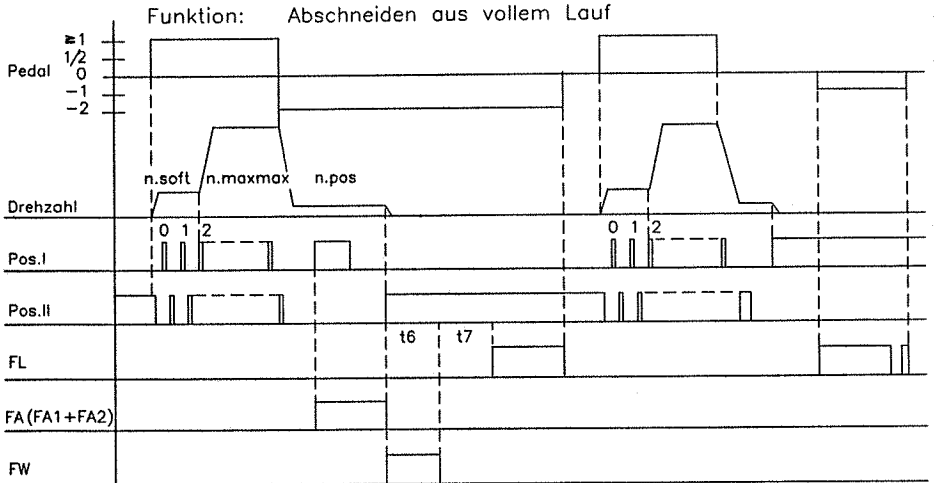 Funktion: Abschneiden aus vollem Lauf
≥1
1/2
Pedal 0
-1
-2
n.soft n.maxmax n.pos
Drehzahl
0 1 2 0 1 2
Pos.I
Pos.II
t6 t7
FL
FA(FA1+FA2)
FW